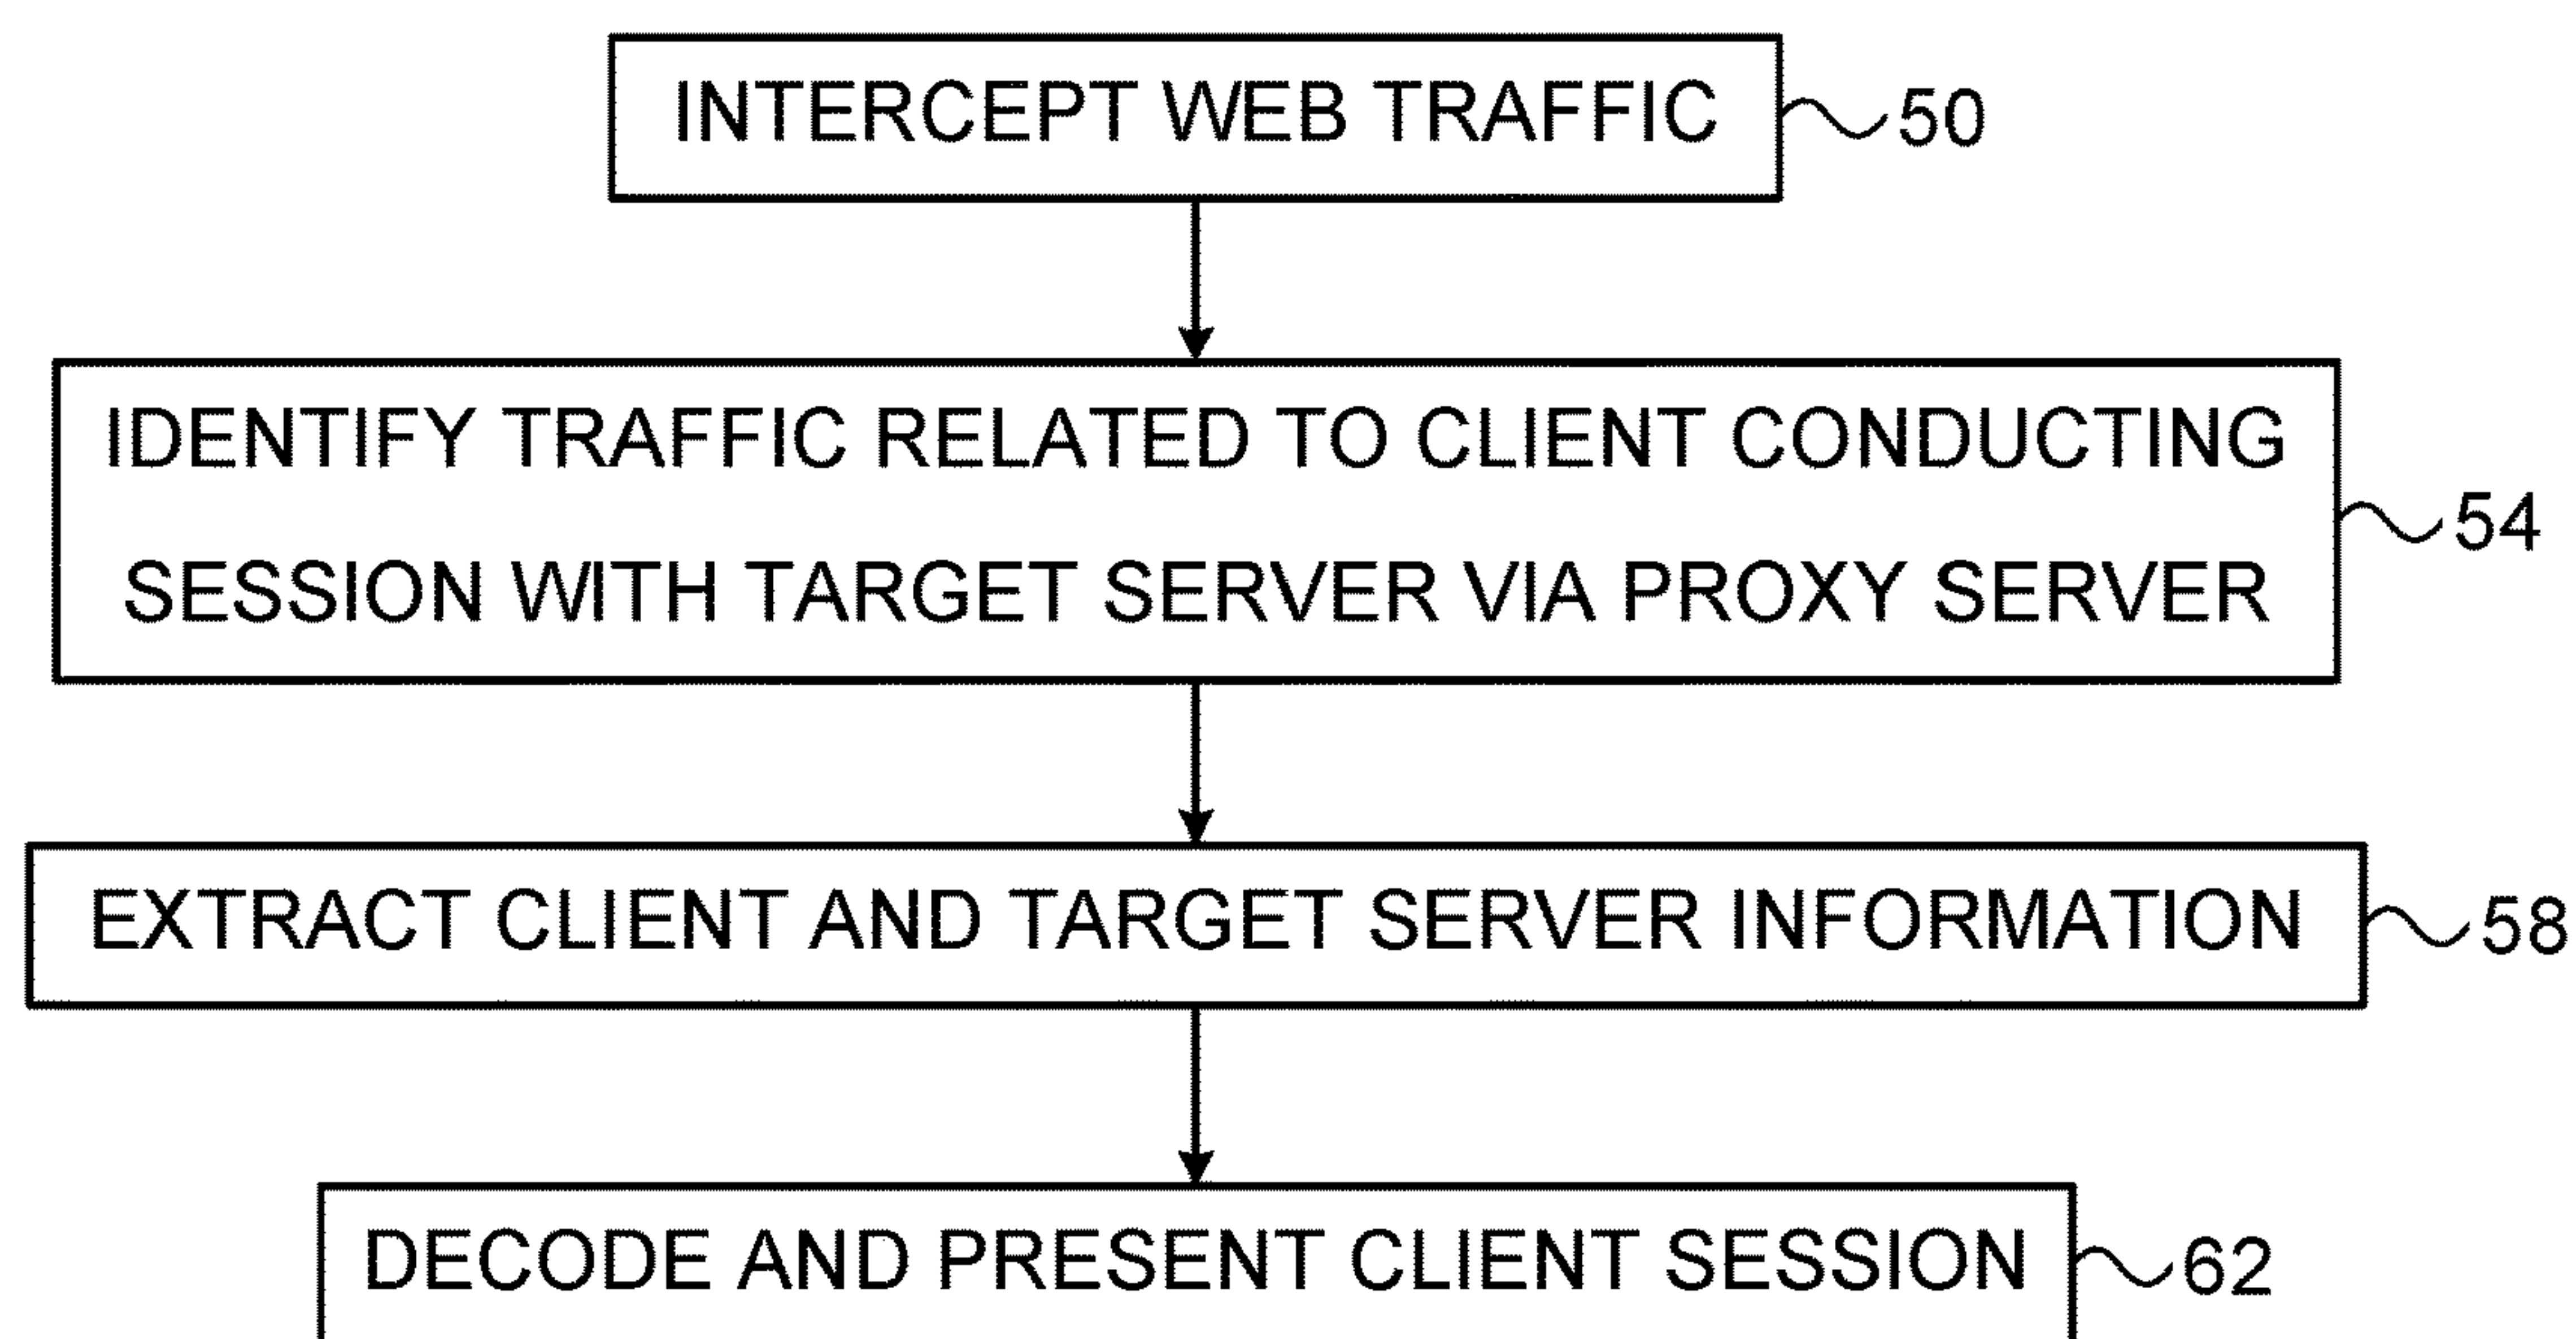 INTERCEPT WEB TRAFFIC
50
IDENTIFY TRAFFIC RELATED TO CLIENT CONDUCTING
SESSION WITH TARGET SERVER VIA PROXY SERVER
54
EXTRACT CLIENT AND TARGET SERVER INFORMATION
58
DECODE AND PRESENT CLIENT SESSION
62